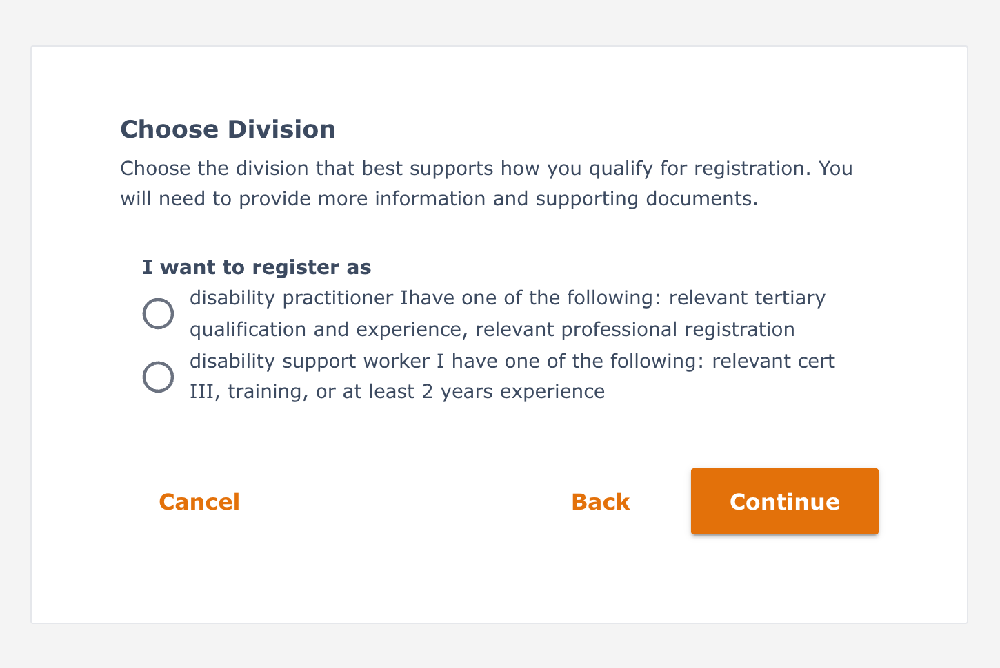 Choose Division
Choose the division that best supports how you qualify for registration. You
will need to provide more information and supporting documents.
I want to register as
disability practitioner Ihave one of the following: relevant tertiary
qualification and experience, relevant professional registration
disability support worker I have one of the following: relevant cert
III, training, or at least 2 years experience
Cancel
Back
Continue